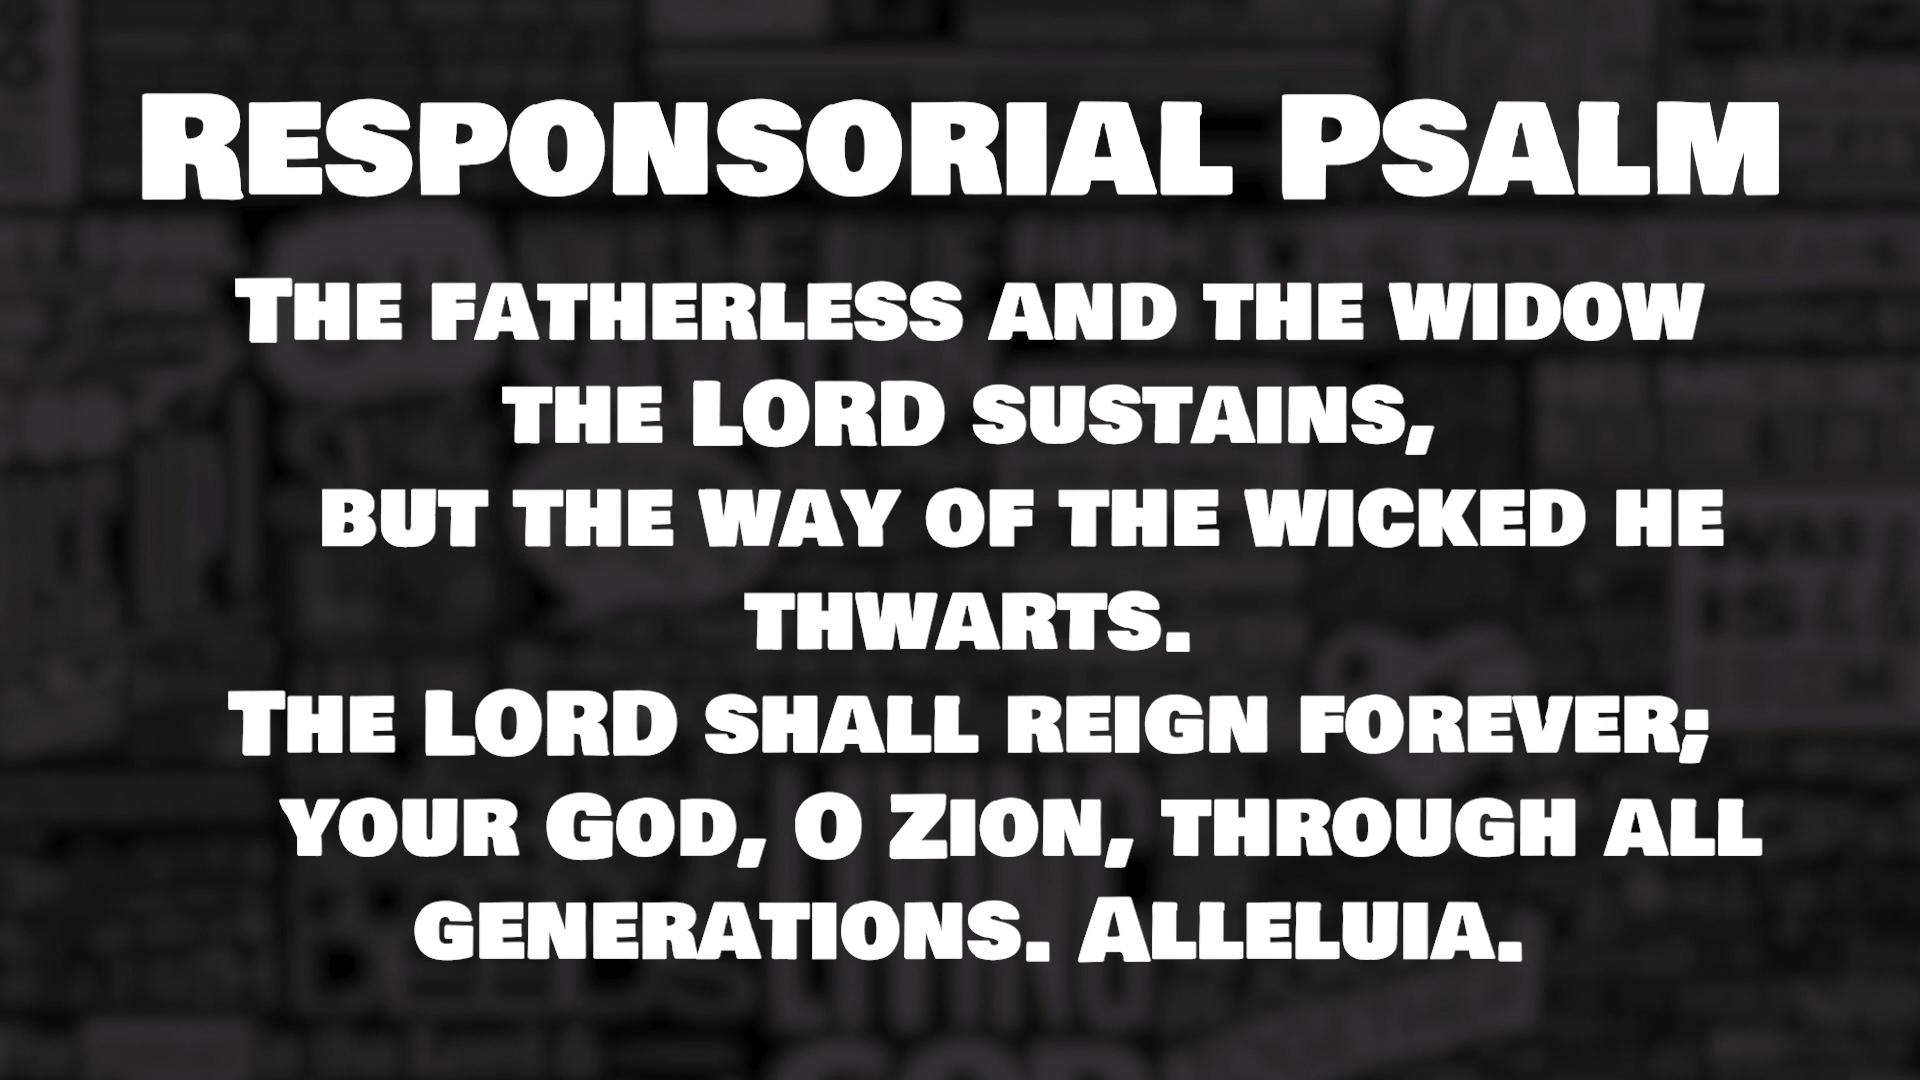 Responsorial Psalm
The fatherless and the widow
the LORD sustains,
but the way of the wicked he
thwarts.
The LORD shall reign forever;
your God, O Zion, through all
generations. Alleluia.